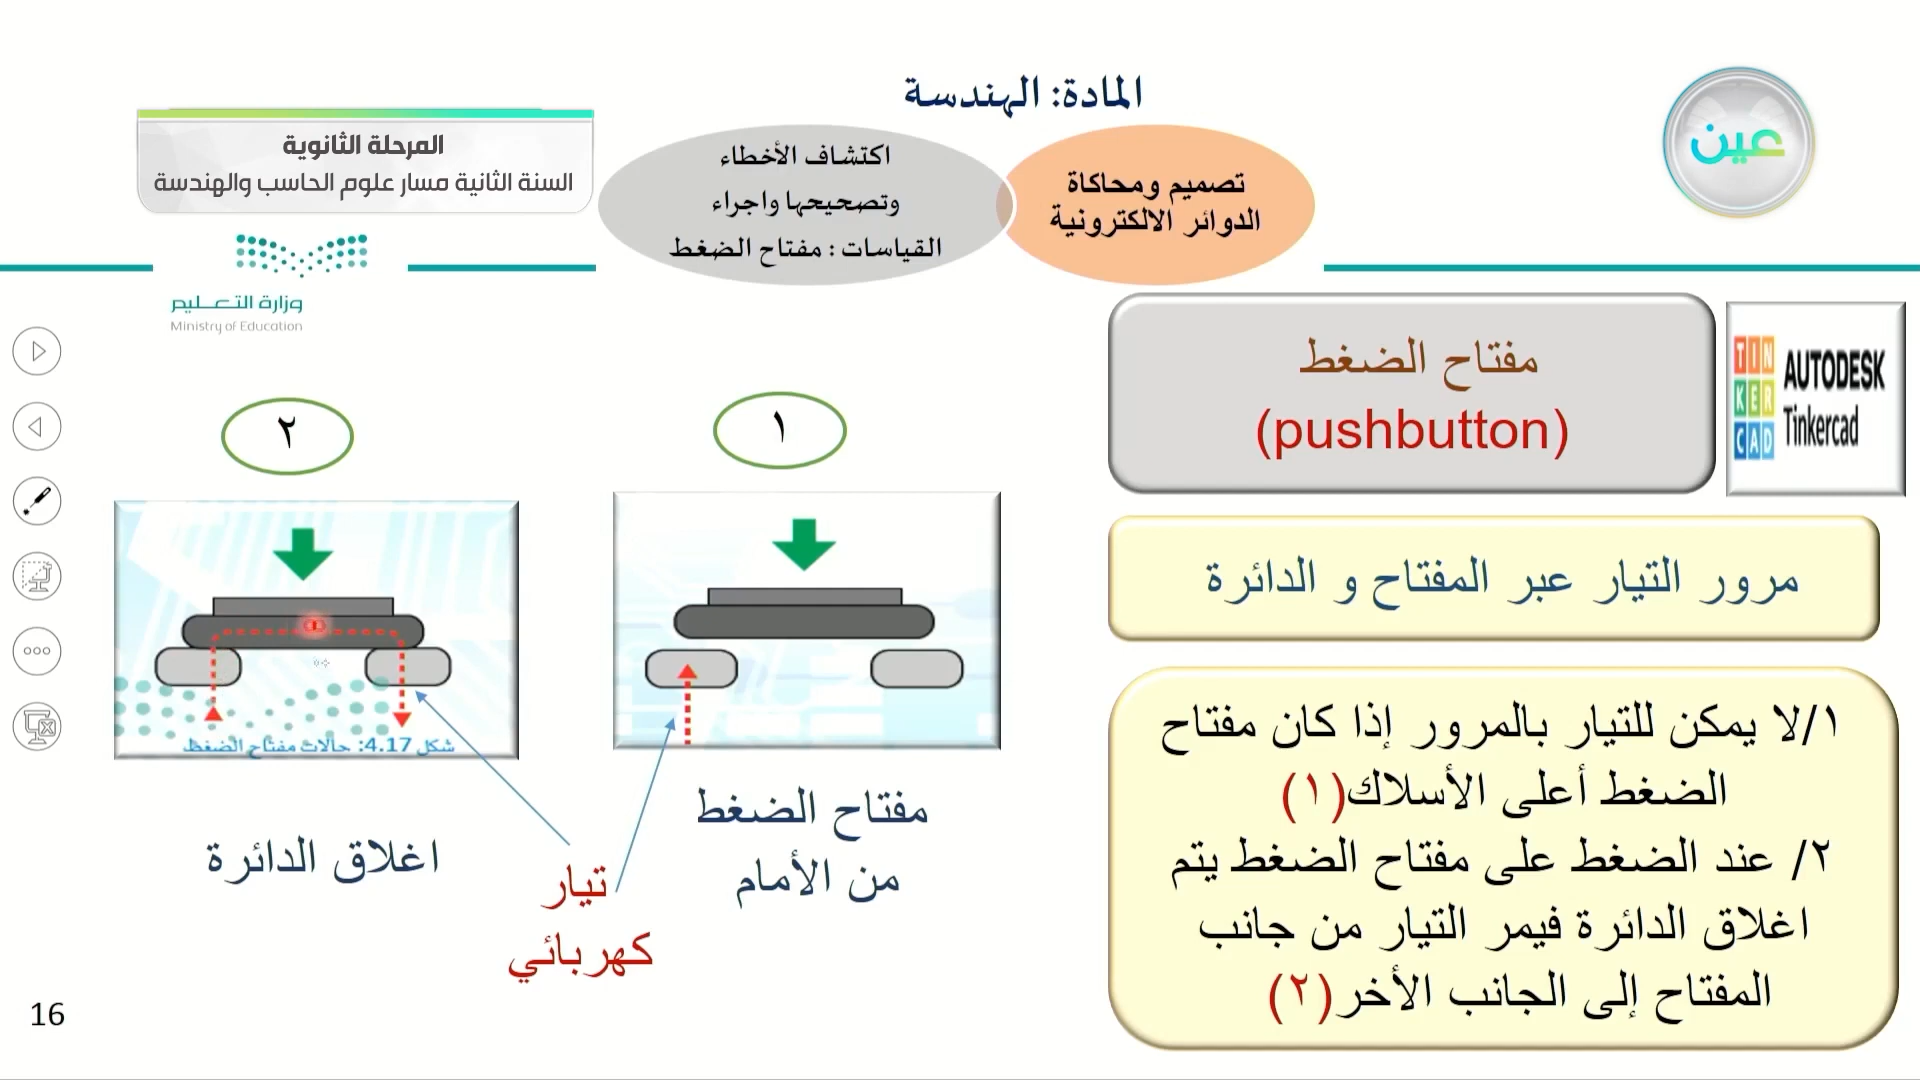 المادة: الهندسة
عين
المرحلة الثانوية
السنة الثانية مسار علوم الحاسب والهندسة
تصميم ومحاكاة
الدوائر الالكترونية
اكتشاف الأخطاء
وتصحيحها واجراء
القياسات : مفتاح الضغط
وزارة التعليم
Ministry of Education
TIN
KER
CAD
AUTODESK
Tinkercad
مفتاح الضغط
(pushbutton)
مرور التيار عبر المفتاح و الدائرة
١/لا يمكن للتيار بالمرور إذا كان مفتاح
الضغط أعلى الأسلاك(١)
٢/ عند الضغط على مفتاح الضغط يتم
اغلاق الدائرة فيمر التيار من جانب
المفتاح إلى الجانب الأخر(٢)
١
مفتاح الضغط
من الأمام
٢
شكل 4.17: حالات مفتاح الضغط
اغلاق الدائرة
تيار
كهربائي
16